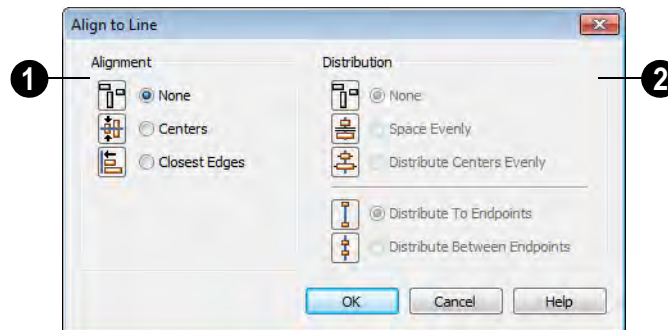 Align to Line
1
Alignment
None
Centers
Closest Edges
2
Distribution
None
Space Evenly
Distribute Centers Evenly
Distribute To Endpoints
Distribute Between Endpoints
OK
Cancel
Help